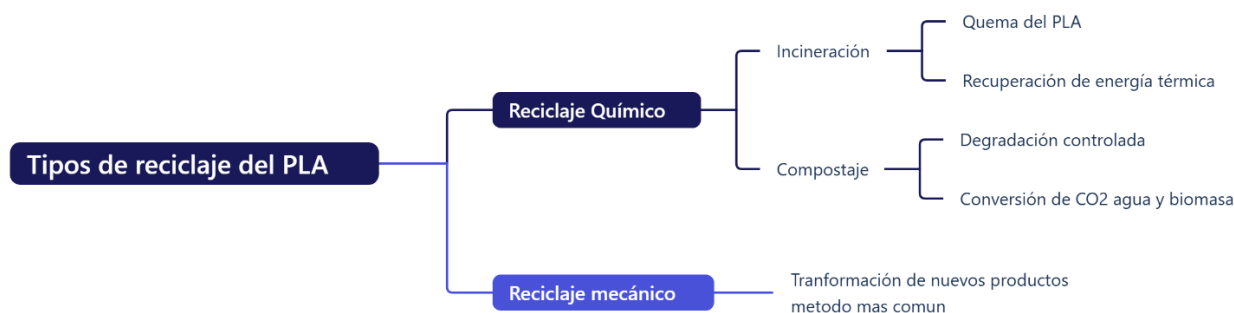 Tipos de reciclaje del PLA
Reciclaje Químico
Incineración
Quema del PLA
Recuperación de energía térmica
Compostaje
Degradación controlada
Conversión de CO2 agua y biomasa
Reciclaje mecánico
Tranformación de nuevos productos
metodo mas comun